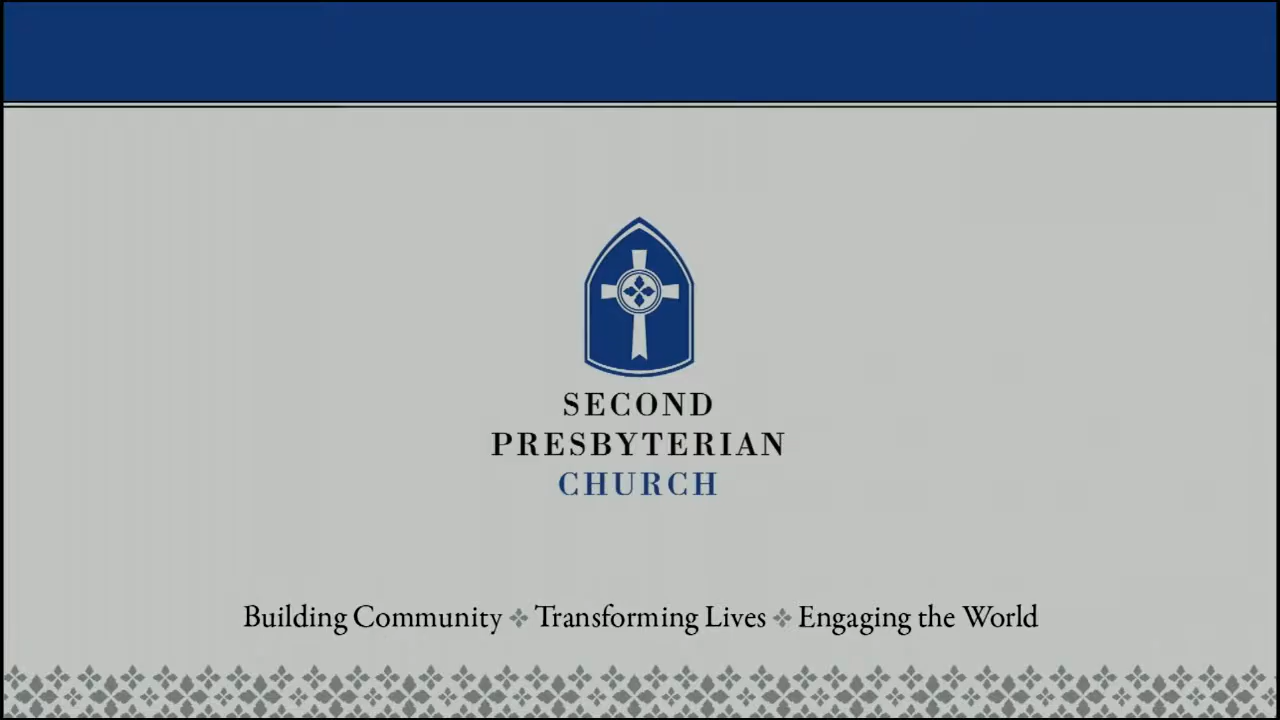 SECOND
PRESBYTERIAN
CHURCH
Building Community ❖ Transforming Lives ❖ Engaging the World